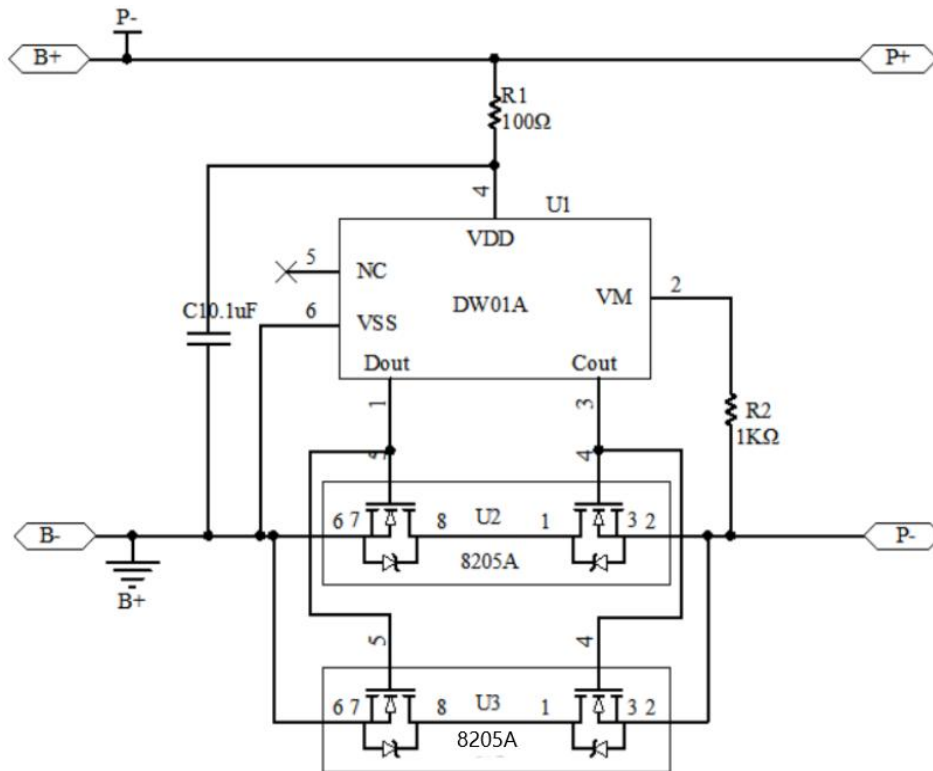 P-
B+
P+
R1
100Ω
4
U1
VDD
5
NC
DW01A
VM
2
C10.1uF
6
VSS
Dout
Cout
1
3
R2
1KΩ
5
4
B-
6 7
8
U2
1
3 2
P-
8205A
B+
5
4
6 7
8
U3
1
3 2
8205A